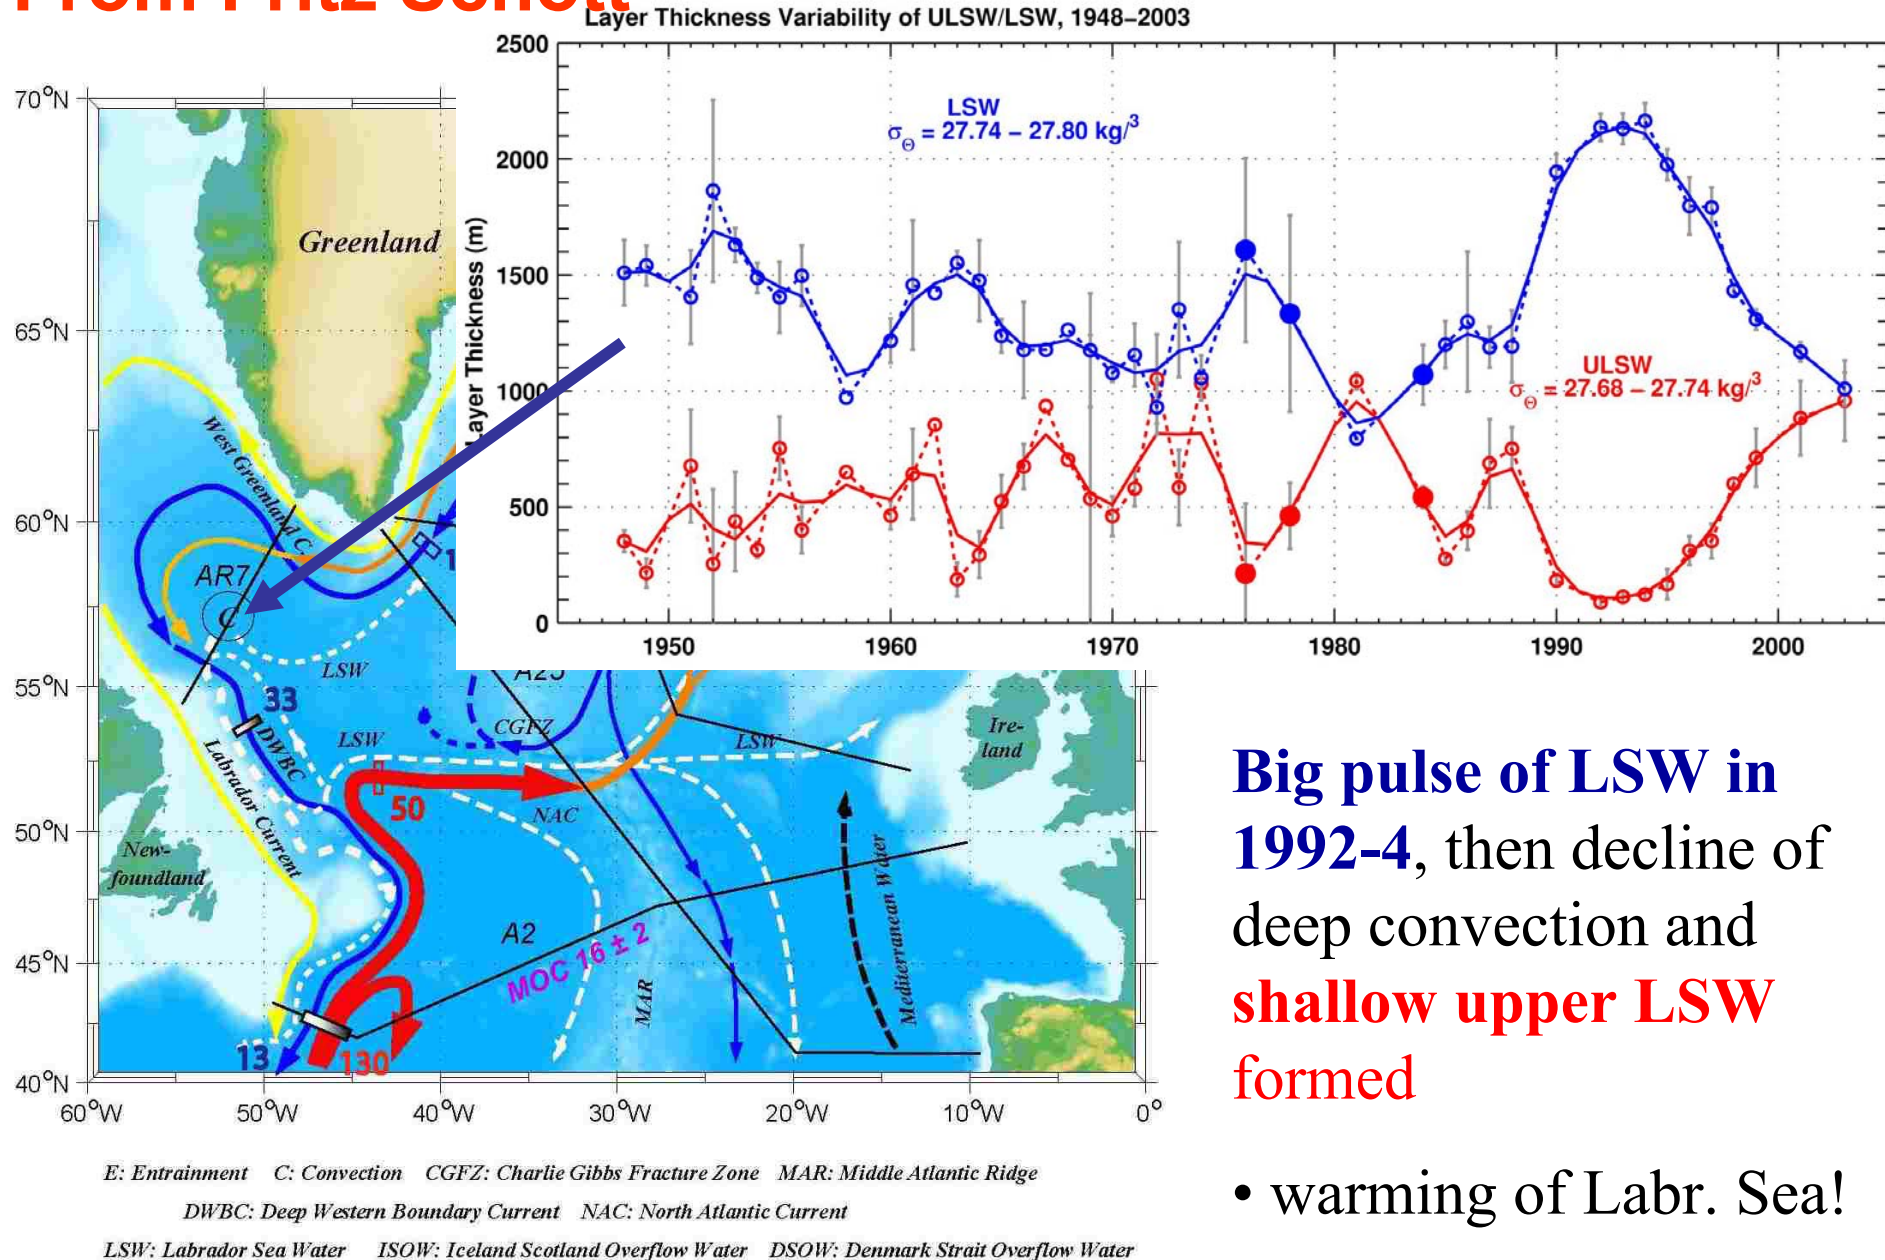 From Fritz Schott
Layer Thickness Variability of ULSW/LSW, 1948–2003
Layer Thickness (m)
2500
2000
1500
1000
500
0
1950
1960
1970
1980
1990
2000
LSW
σΘ = 27.74 – 27.80 kg/³
ULSW
σΘ = 27.68 – 27.74 kg/³
70°N
65°N
60°N
55°N
50°N
45°N
40°N
60°W
50°W
40°W
30°W
20°W
10°W
0°
Greenland
West Greenland C.
AR7
C
1
LSW
33
DWBC
Labrador Current
LSW
50
NAC
A25
CGFZ
LSW
Ire-
land
New-
foundland
A2
MOC 16 ± 2
MAR
Mediterranean Water
13
130
E: Entrainment C: Convection CGFZ: Charlie Gibbs Fracture Zone MAR: Middle Atlantic Ridge
DWBC: Deep Western Boundary Current NAC: North Atlantic Current
LSW: Labrador Sea Water ISOW: Iceland Scotland Overflow Water DSOW: Denmark Strait Overflow Water
Big pulse of LSW in
1992-4, then decline of
deep convection and
shallow upper LSW
formed
• warming of Labr. Sea!